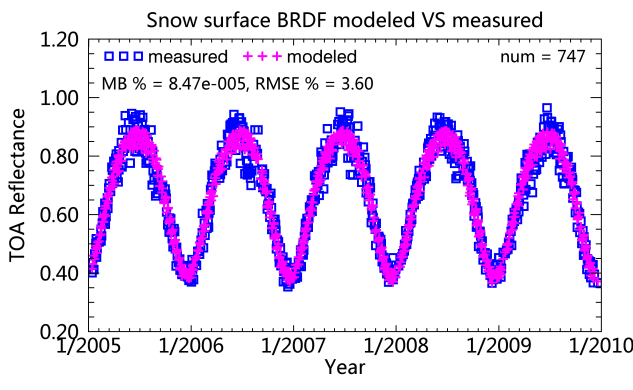 Snow surface BRDF modeled VS measured
1.20
measured modeled num = 747
MB % = 8.47e-005, RMSE % = 3.60
1.00
0.80
0.60
0.40
0.20
TOA Reflectance
1/2005 1/2006 1/2007 1/2008 1/2009 1/2010
Year